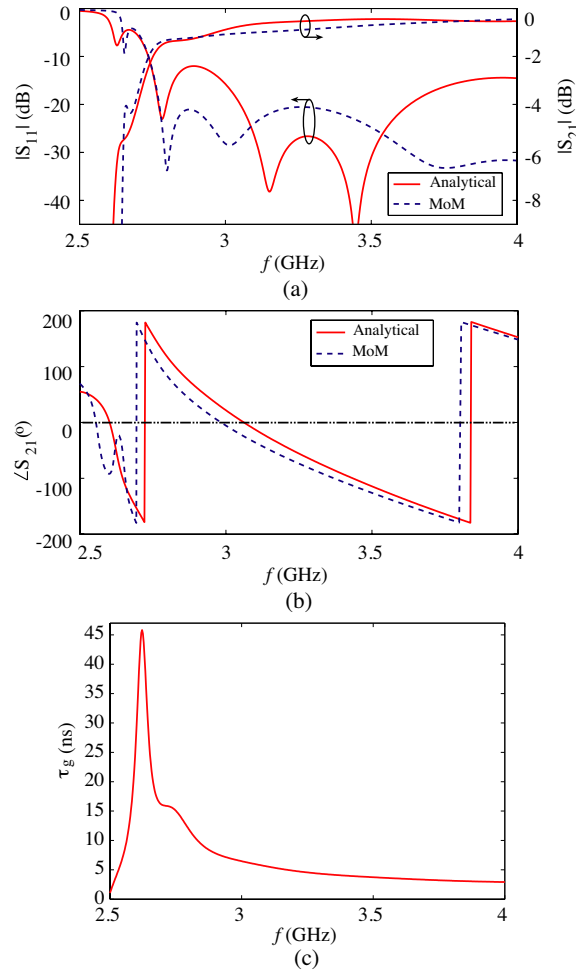 0
-10
-20
-30
-40
|S11| (dB)
0
-2
-4
-6
-8
|S21| (dB)
Analytical
MoM
2.5
3
3.5
4
f (GHz)
(a)
200
100
0
-100
-200
∠S 21(º)
Analytical
MoM
2.5
3
3.5
4
f (GHz)
(b)
45
40
35
30
25
20
15
10
5
0
τg (ns)
2.5
3
3.5
4
f (GHz)
(c)